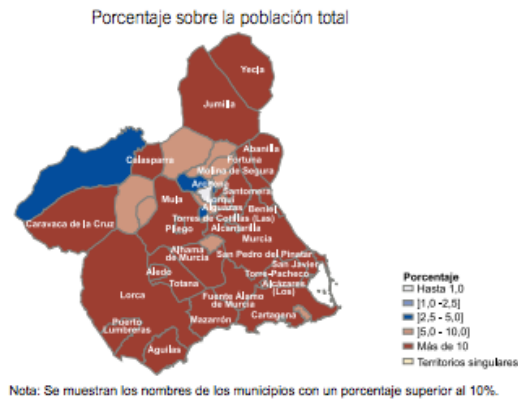 Porcentaje sobre la población total
Yecla
Jumilla
Abanilla
Calasparra
Fortuna
Molina de Segura
Archena
Santomera
Mula
Alguazas
Beniel
Caravaca de la Cruz
Torres de Cotillas (Las)
Pliego
Alcantarilla
Murcia
Alhama
de Murcia
San Pedro del Pinatar
San Javier
Aledo
Torre-Pacheco
Totana
Alcázares
(Los)
Lorca
Fuente Álamo
de Murcia
Cartagena
Puerto
Lumbreras
Mazarrón
Águilas
Porcentaje
Hasta 1,0
]1,0 -2,5]
]2,5 - 5,0]
]5,0 - 10,0]
Más de 10
Territorios singulares
Nota: Se muestran los nombres de los municipios con un porcentaje superior al 10%.